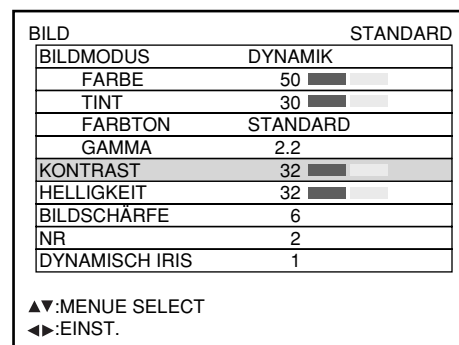 BILD STANDARD
BILDMODUS DYNAMIK
FARBE 50
TINT 30
FARBTON STANDARD
GAMMA 2.2
KONTRAST 32
HELLIGKEIT 32
BILDSCHÄRFE 6
NR 2
DYNAMISCH IRIS 1
▲▼:MENUE SELECT
◀▶:EINST.